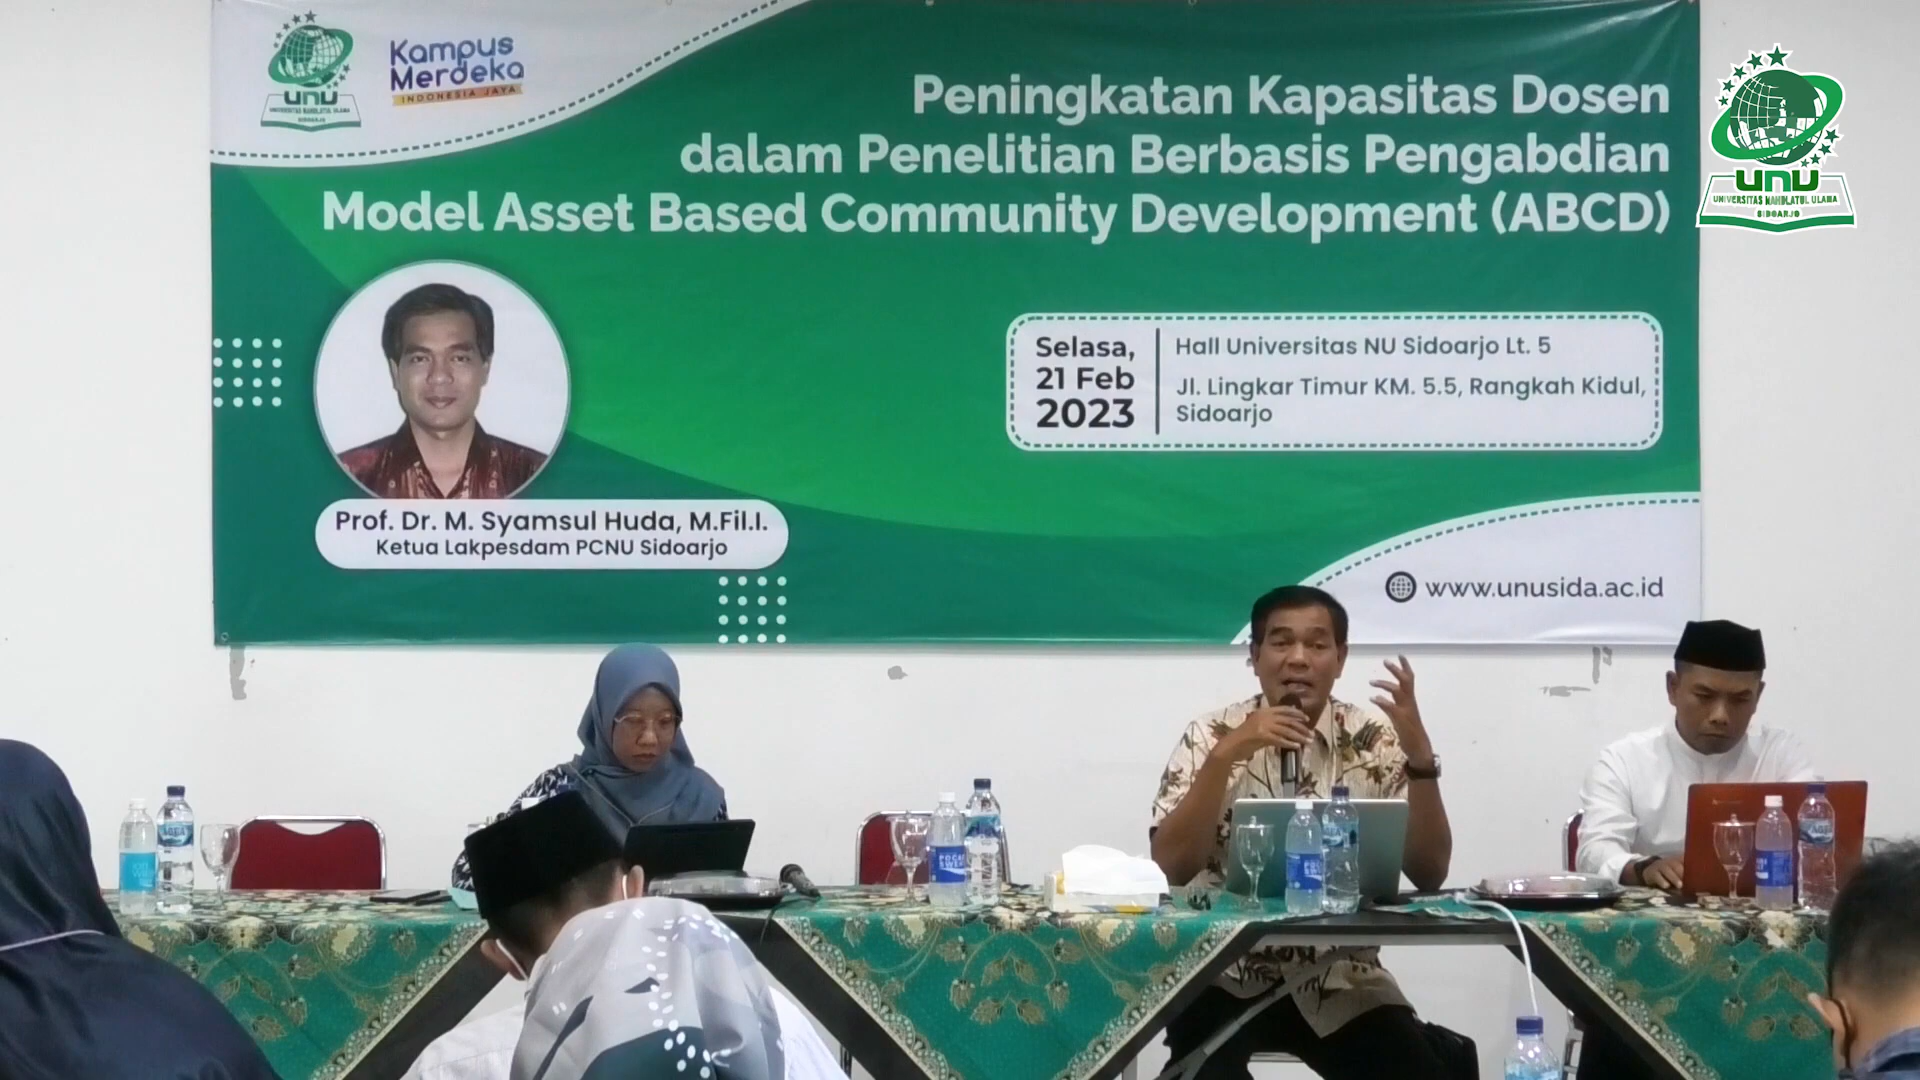 UNU
UNIVERSITAS NAHDLATUL ULAMA
SIDOARJO
Kampus
Merdeka
INDONESIA JAYA
Peningkatan Kapasitas Dosen
dalam Penelitian Berbasis Pengabdian
Model Asset Based Community Development (ABCD)
UNU
UNIVERSITAS NAHDLATUL ULAMA
SIDOARJO
Selasa,
21 Feb
2023
Hall Universitas NU Sidoarjo Lt. 5
Jl. Lingkar Timur KM. 5.5, Rangkah Kidul,
Sidoarjo
Prof. Dr. M. Syamsul Huda, M.Fil.I.
Ketua Lakpesdam PCNU Sidoarjo
www.unusida.ac.id